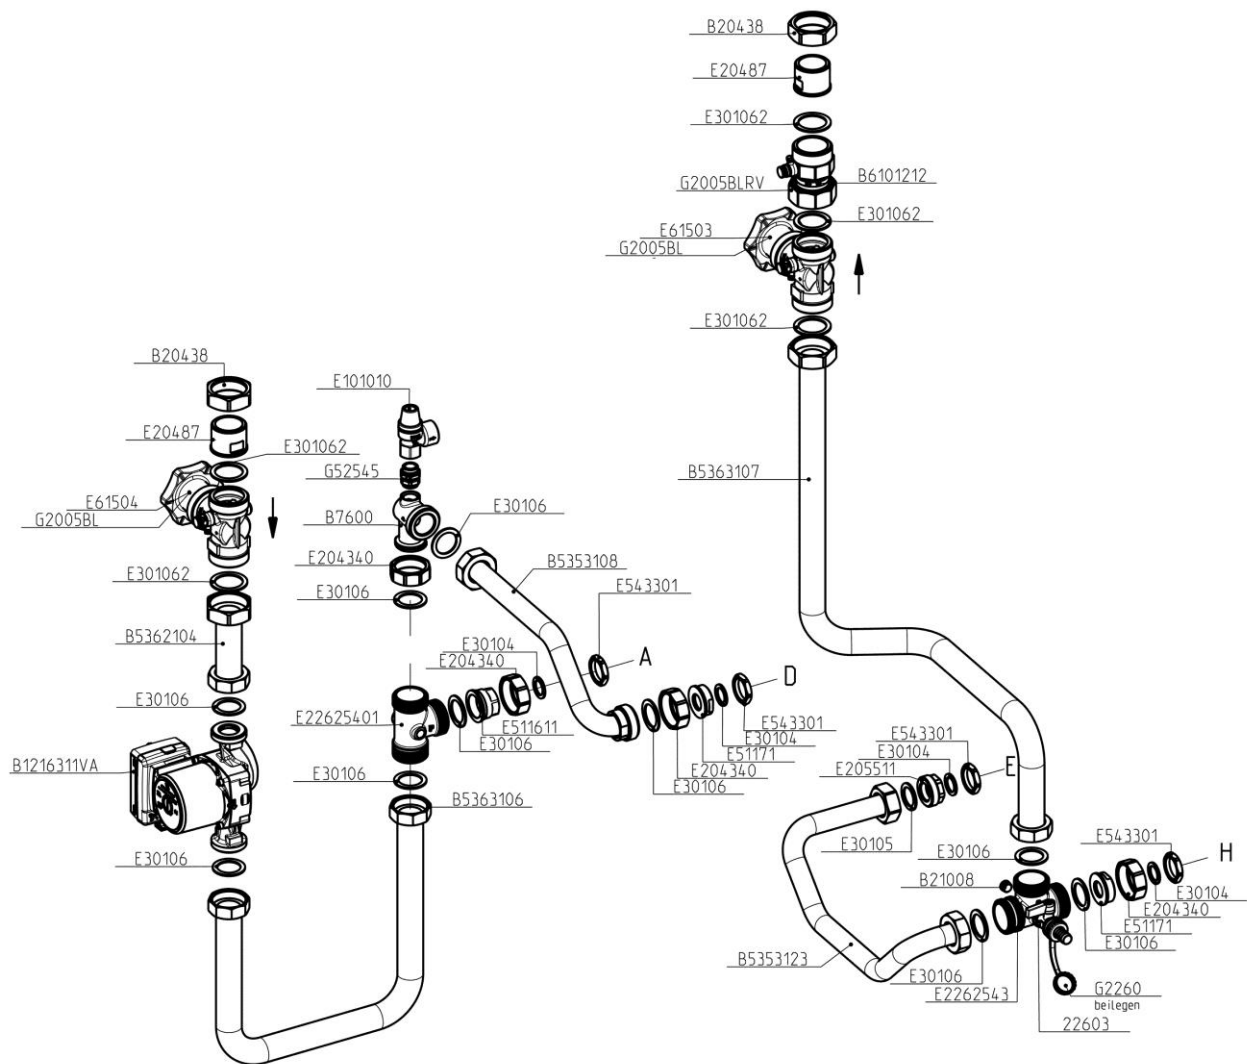 B20438
E20487
E301062
G2005BLRV
B6101212
E301062
E61503
G2005BL
E301062
B5363107
B20438
E20487
E301062
E61504
G2005BL
E301062
B5362104
E30106
B1216311VA
E30106
E101010
G52545
B7600
E30106
E204340
B5353108
E30106
E543301
A
E30104
E204340
E22625401
E511611
E30106
E30106
B5363106
D
E543301
E30104
E51171
E204340
E30106
E543301
E30104
E
E205511
E30105
E30106
B21008
E543301
H
E30104
E204340
E51171
E30106
B5353123
E30106
E2262543
G2260
beilegen
22603